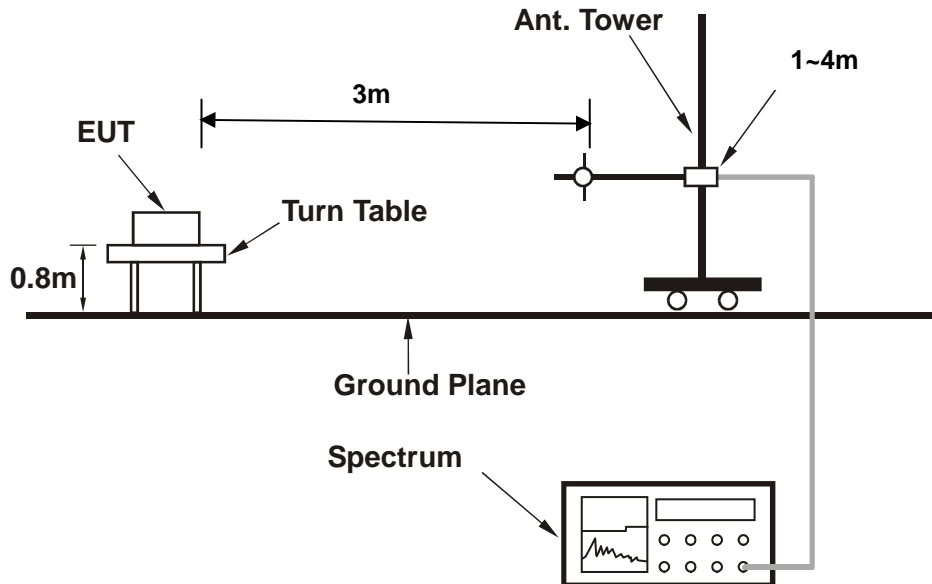 Ant. Tower
1~4m
3m
EUT
Turn Table
0.8m
Ground Plane
Spectrum